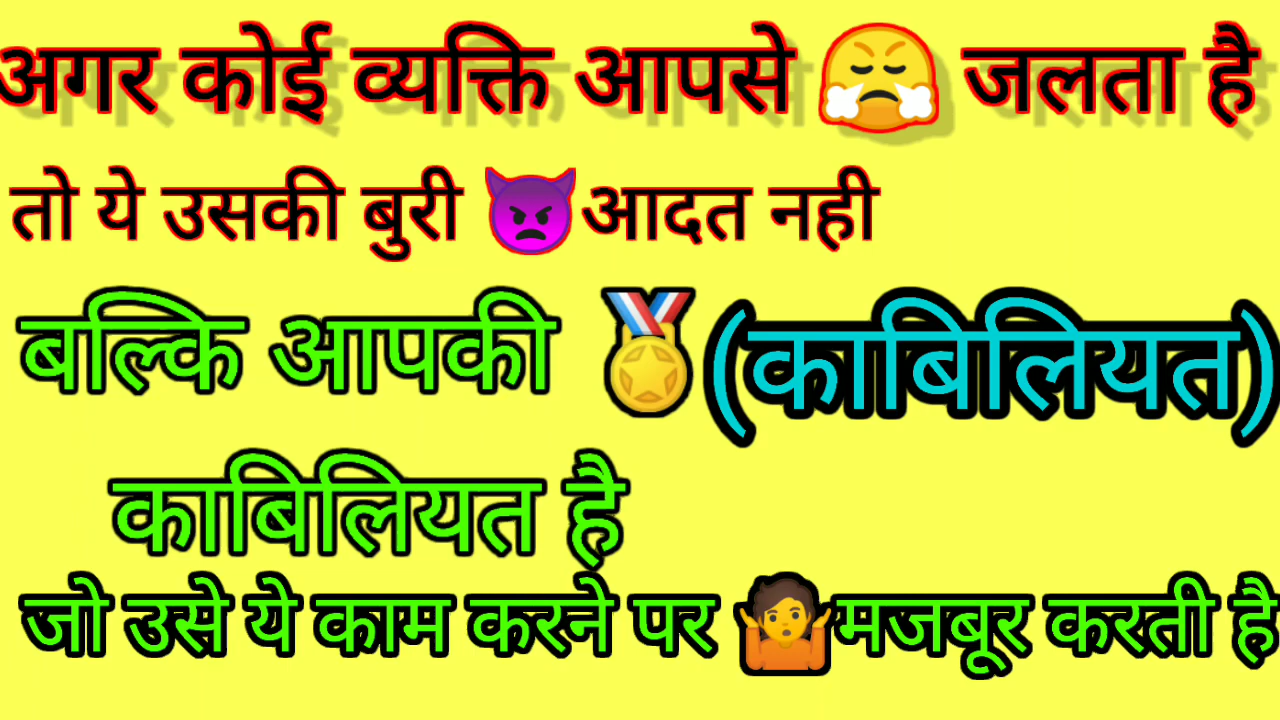 अगर कोई व्यक्ति आपसे 😤 जलता है
तो ये उसकी बुरी 👿 आदत नही
बल्कि आपकी 🏅 (काबिलियत)
काबिलियत है
जो उसे ये काम करने पर 🤷 मजबूर करती है